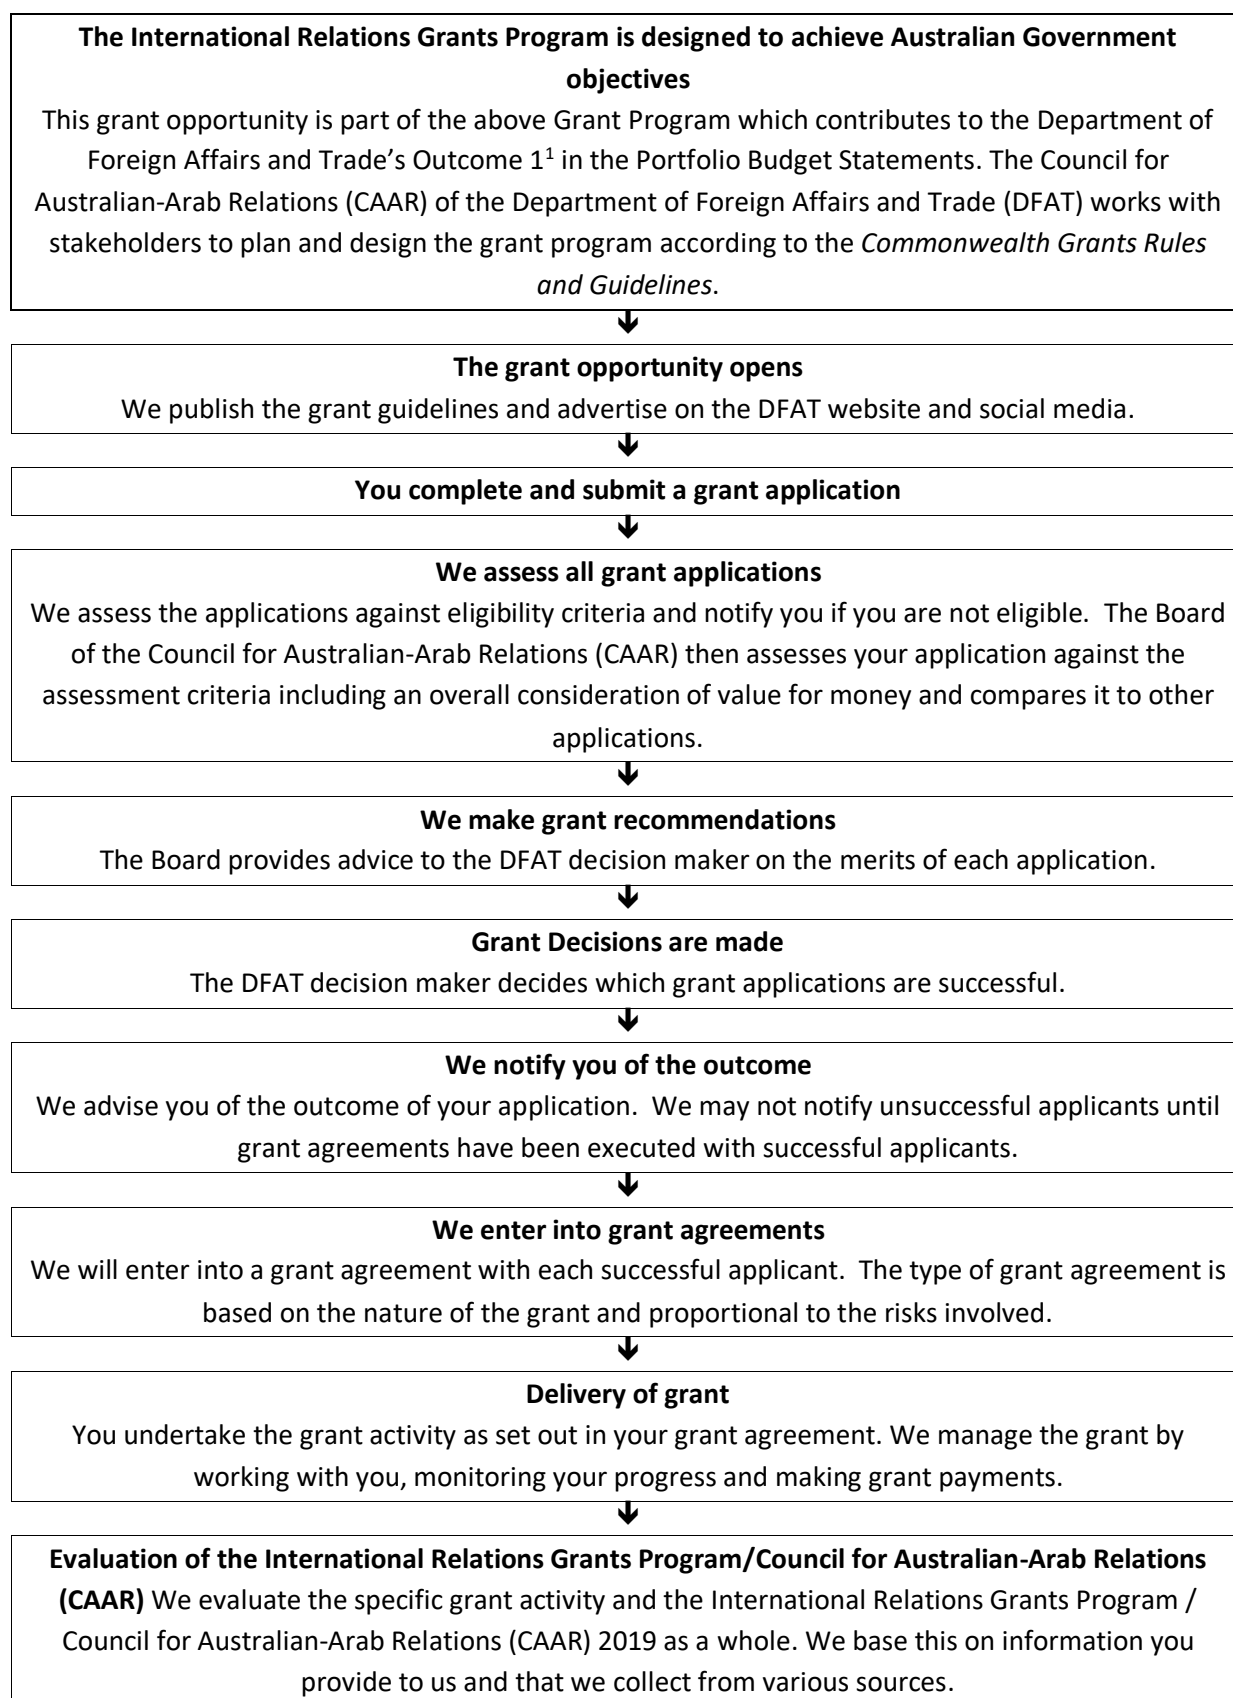 The International Relations Grants Program is designed to achieve Australian Government
objectives
This grant opportunity is part of the above Grant Program which contributes to the Department of
Foreign Affairs and Trade’s Outcome 1¹ in the Portfolio Budget Statements. The Council for
Australian-Arab Relations (CAAR) of the Department of Foreign Affairs and Trade (DFAT) works with
stakeholders to plan and design the grant program according to the Commonwealth Grants Rules
and Guidelines.
The grant opportunity opens
We publish the grant guidelines and advertise on the DFAT website and social media.
You complete and submit a grant application
We assess all grant applications
We assess the applications against eligibility criteria and notify you if you are not eligible.  The Board
of the Council for Australian-Arab Relations (CAAR) then assesses your application against the
assessment criteria including an overall consideration of value for money and compares it to other
applications.
We make grant recommendations
The Board provides advice to the DFAT decision maker on the merits of each application.
Grant Decisions are made
The DFAT decision maker decides which grant applications are successful.
We notify you of the outcome
We advise you of the outcome of your application.  We may not notify unsuccessful applicants until
grant agreements have been executed with successful applicants.
We enter into grant agreements
We will enter into a grant agreement with each successful applicant.  The type of grant agreement is
based on the nature of the grant and proportional to the risks involved.
Delivery of grant
You undertake the grant activity as set out in your grant agreement. We manage the grant by
working with you, monitoring your progress and making grant payments.
Evaluation of the International Relations Grants Program/Council for Australian-Arab Relations
(CAAR) We evaluate the specific grant activity and the International Relations Grants Program /
Council for Australian-Arab Relations (CAAR) 2019 as a whole. We base this on information you
provide to us and that we collect from various sources.